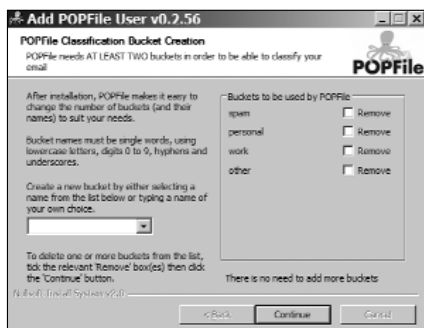 Add POPFile User v0.2.56
POPFile Classification Bucket Creation
POPFile needs AT LEAST TWO buckets in order to be able to classify your
email
POPFile
After installation, POPFile makes it easy to
change the number of buckets (and their
names) to suit your needs.
Bucket names must be single words, using
lowercase letters, digits 0 to 9, hyphens and
underscores.
Create a new bucket by either selecting a
name from the list below or typing a name of
your own choice.
To delete one or more buckets from the list,
tick the relevant 'Remove' box(es) then click
the 'Continue' button.
Buckets to be used by POPFile
spam Remove
personal Remove
work Remove
other Remove
There is no need to add more buckets
Nullsoft Install System v2.0
< Back Continue Cancel